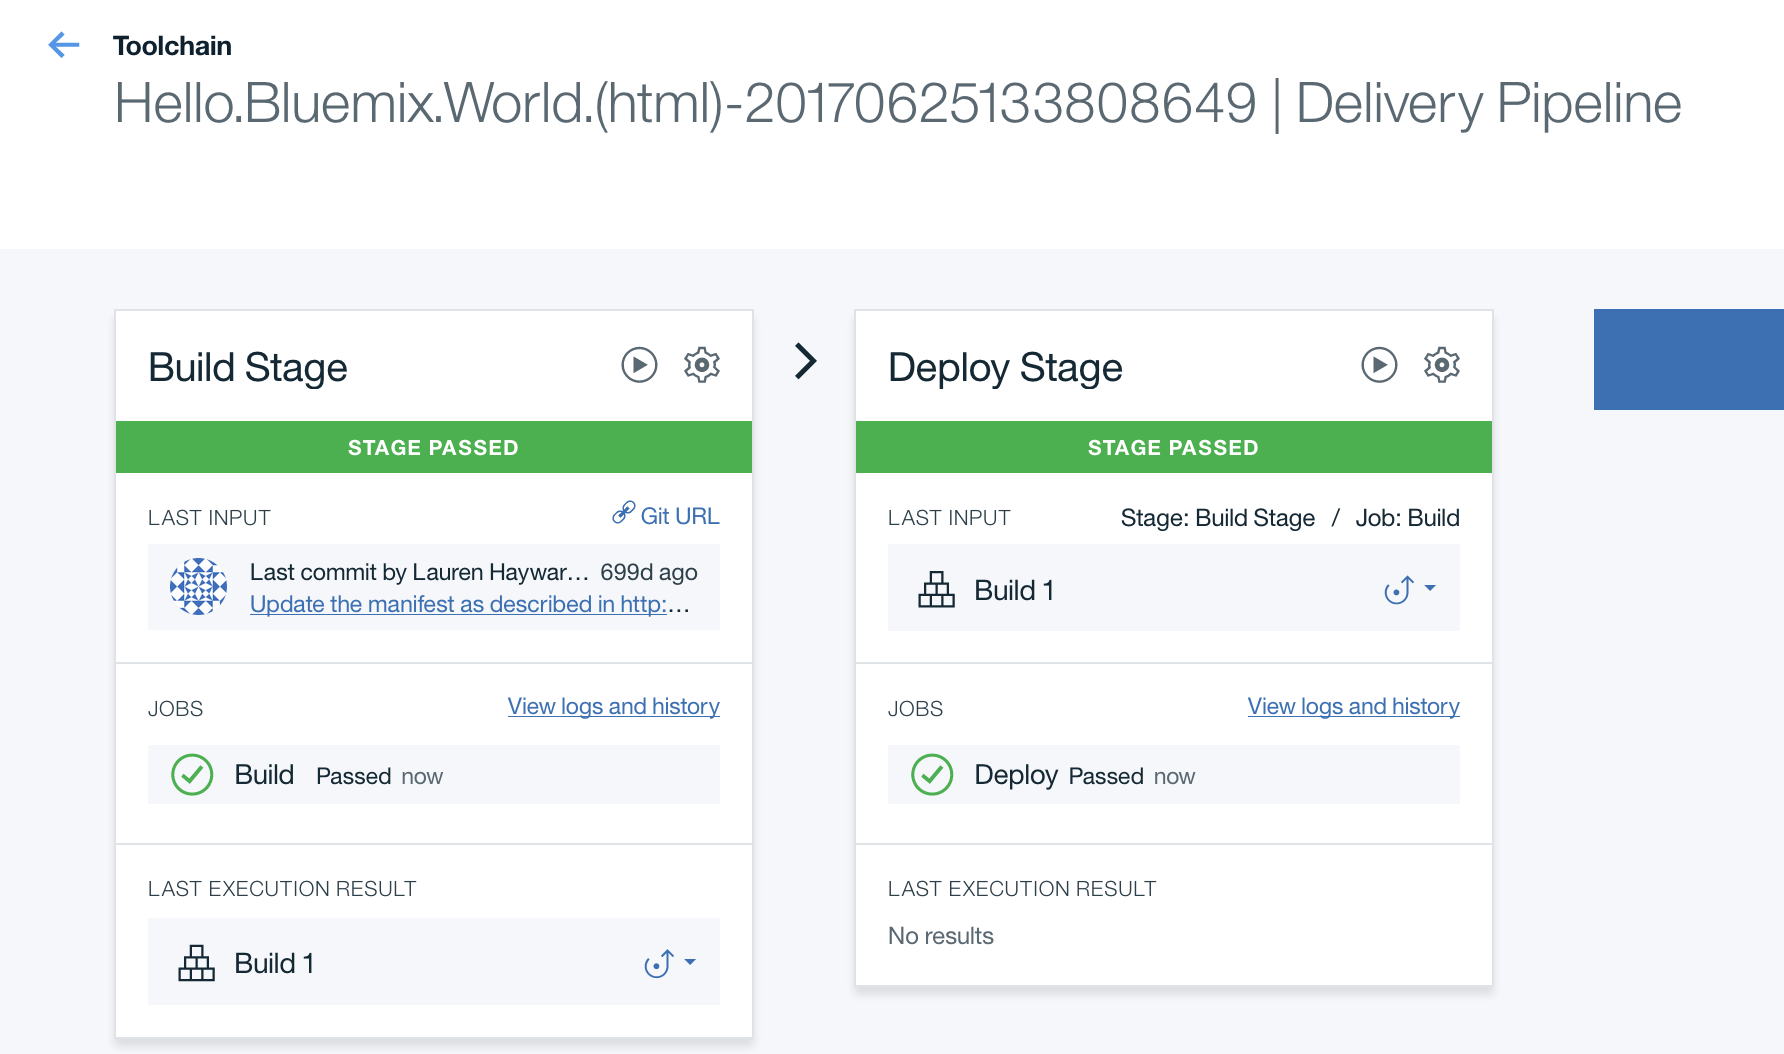 Toolchain
Hello.Bluemix.World.(html)-20170625133808649 | Delivery Pipeline
Build Stage
STAGE PASSED
LAST INPUT
Git URL
Last commit by Lauren Haywar... 699d ago
Update the manifest as described in http:...
JOBS
View logs and history
Build Passed now
LAST EXECUTION RESULT
Build 1
Deploy Stage
STAGE PASSED
LAST INPUT
Stage: Build Stage / Job: Build
Build 1
JOBS
View logs and history
Deploy Passed now
LAST EXECUTION RESULT
No results